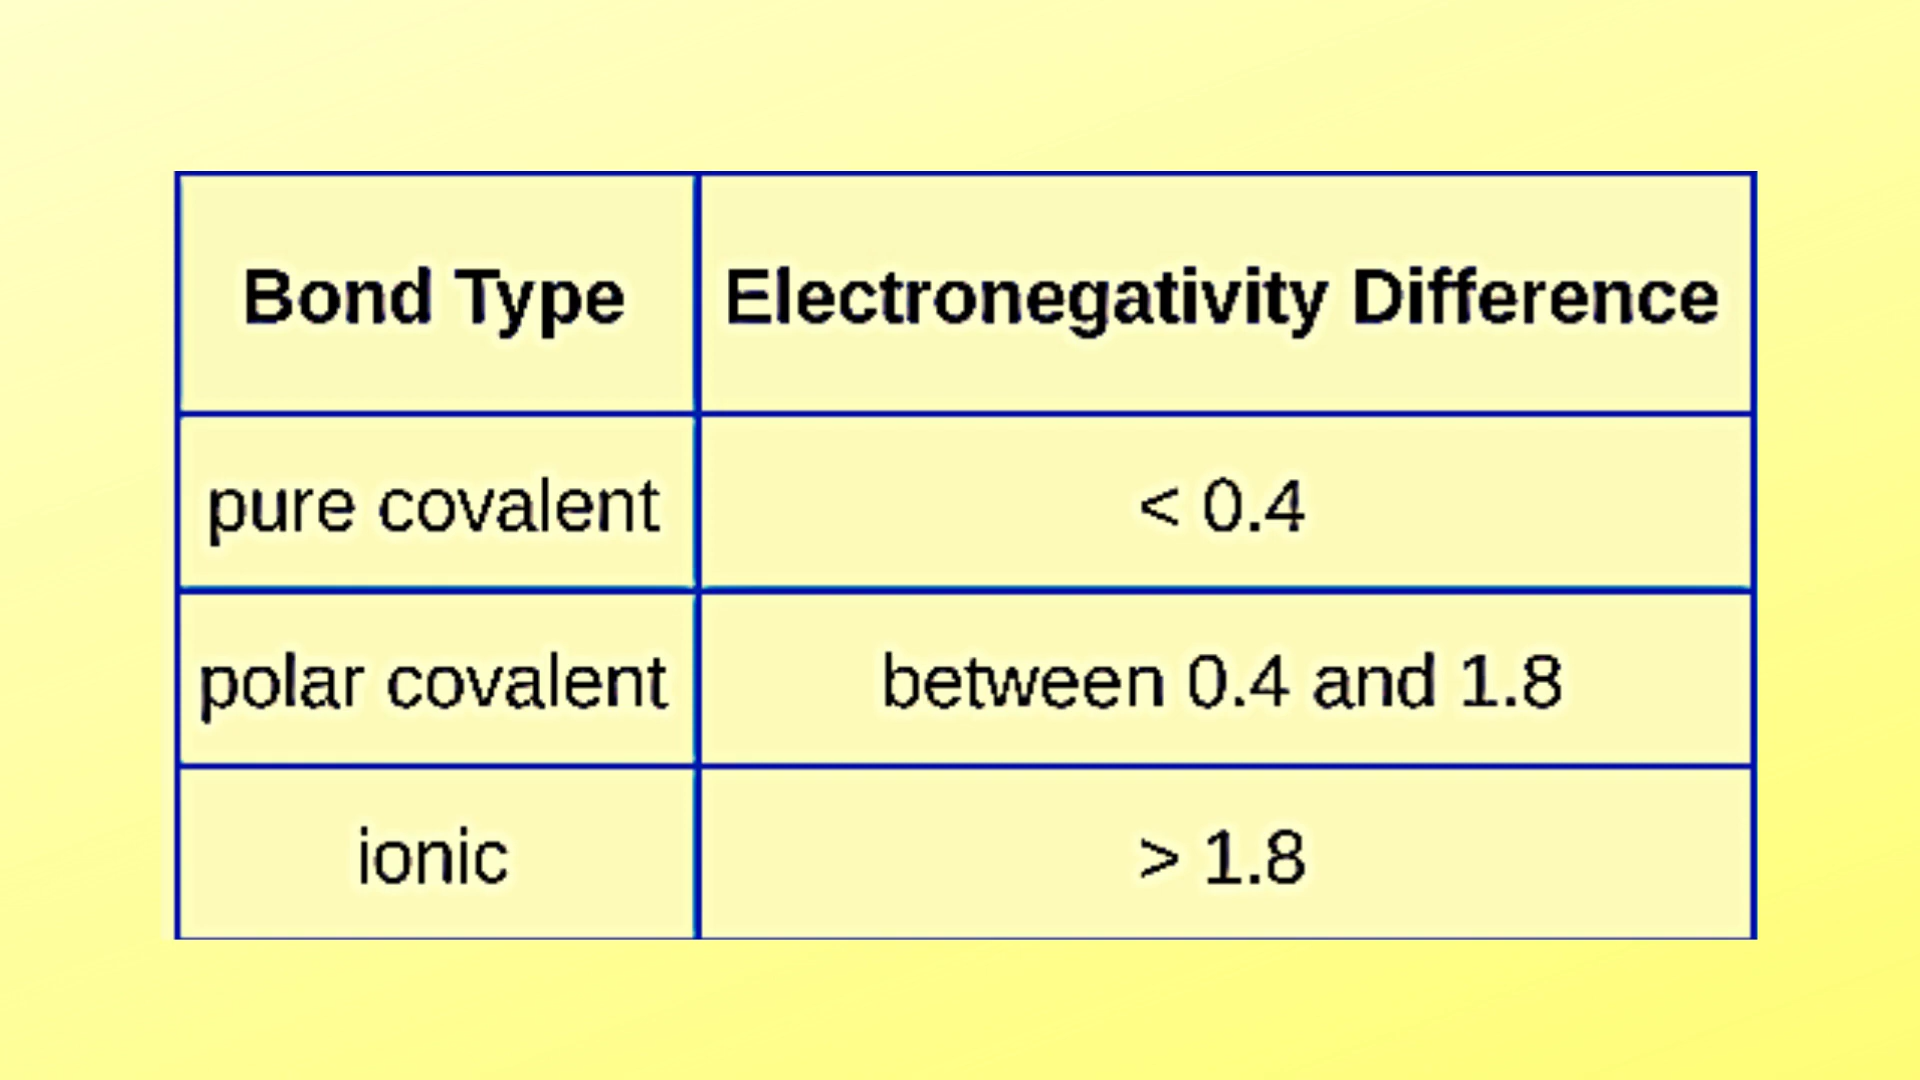 Bond Type Electronegativity Difference
pure covalent < 0.4
polar covalent between 0.4 and 1.8
ionic > 1.8